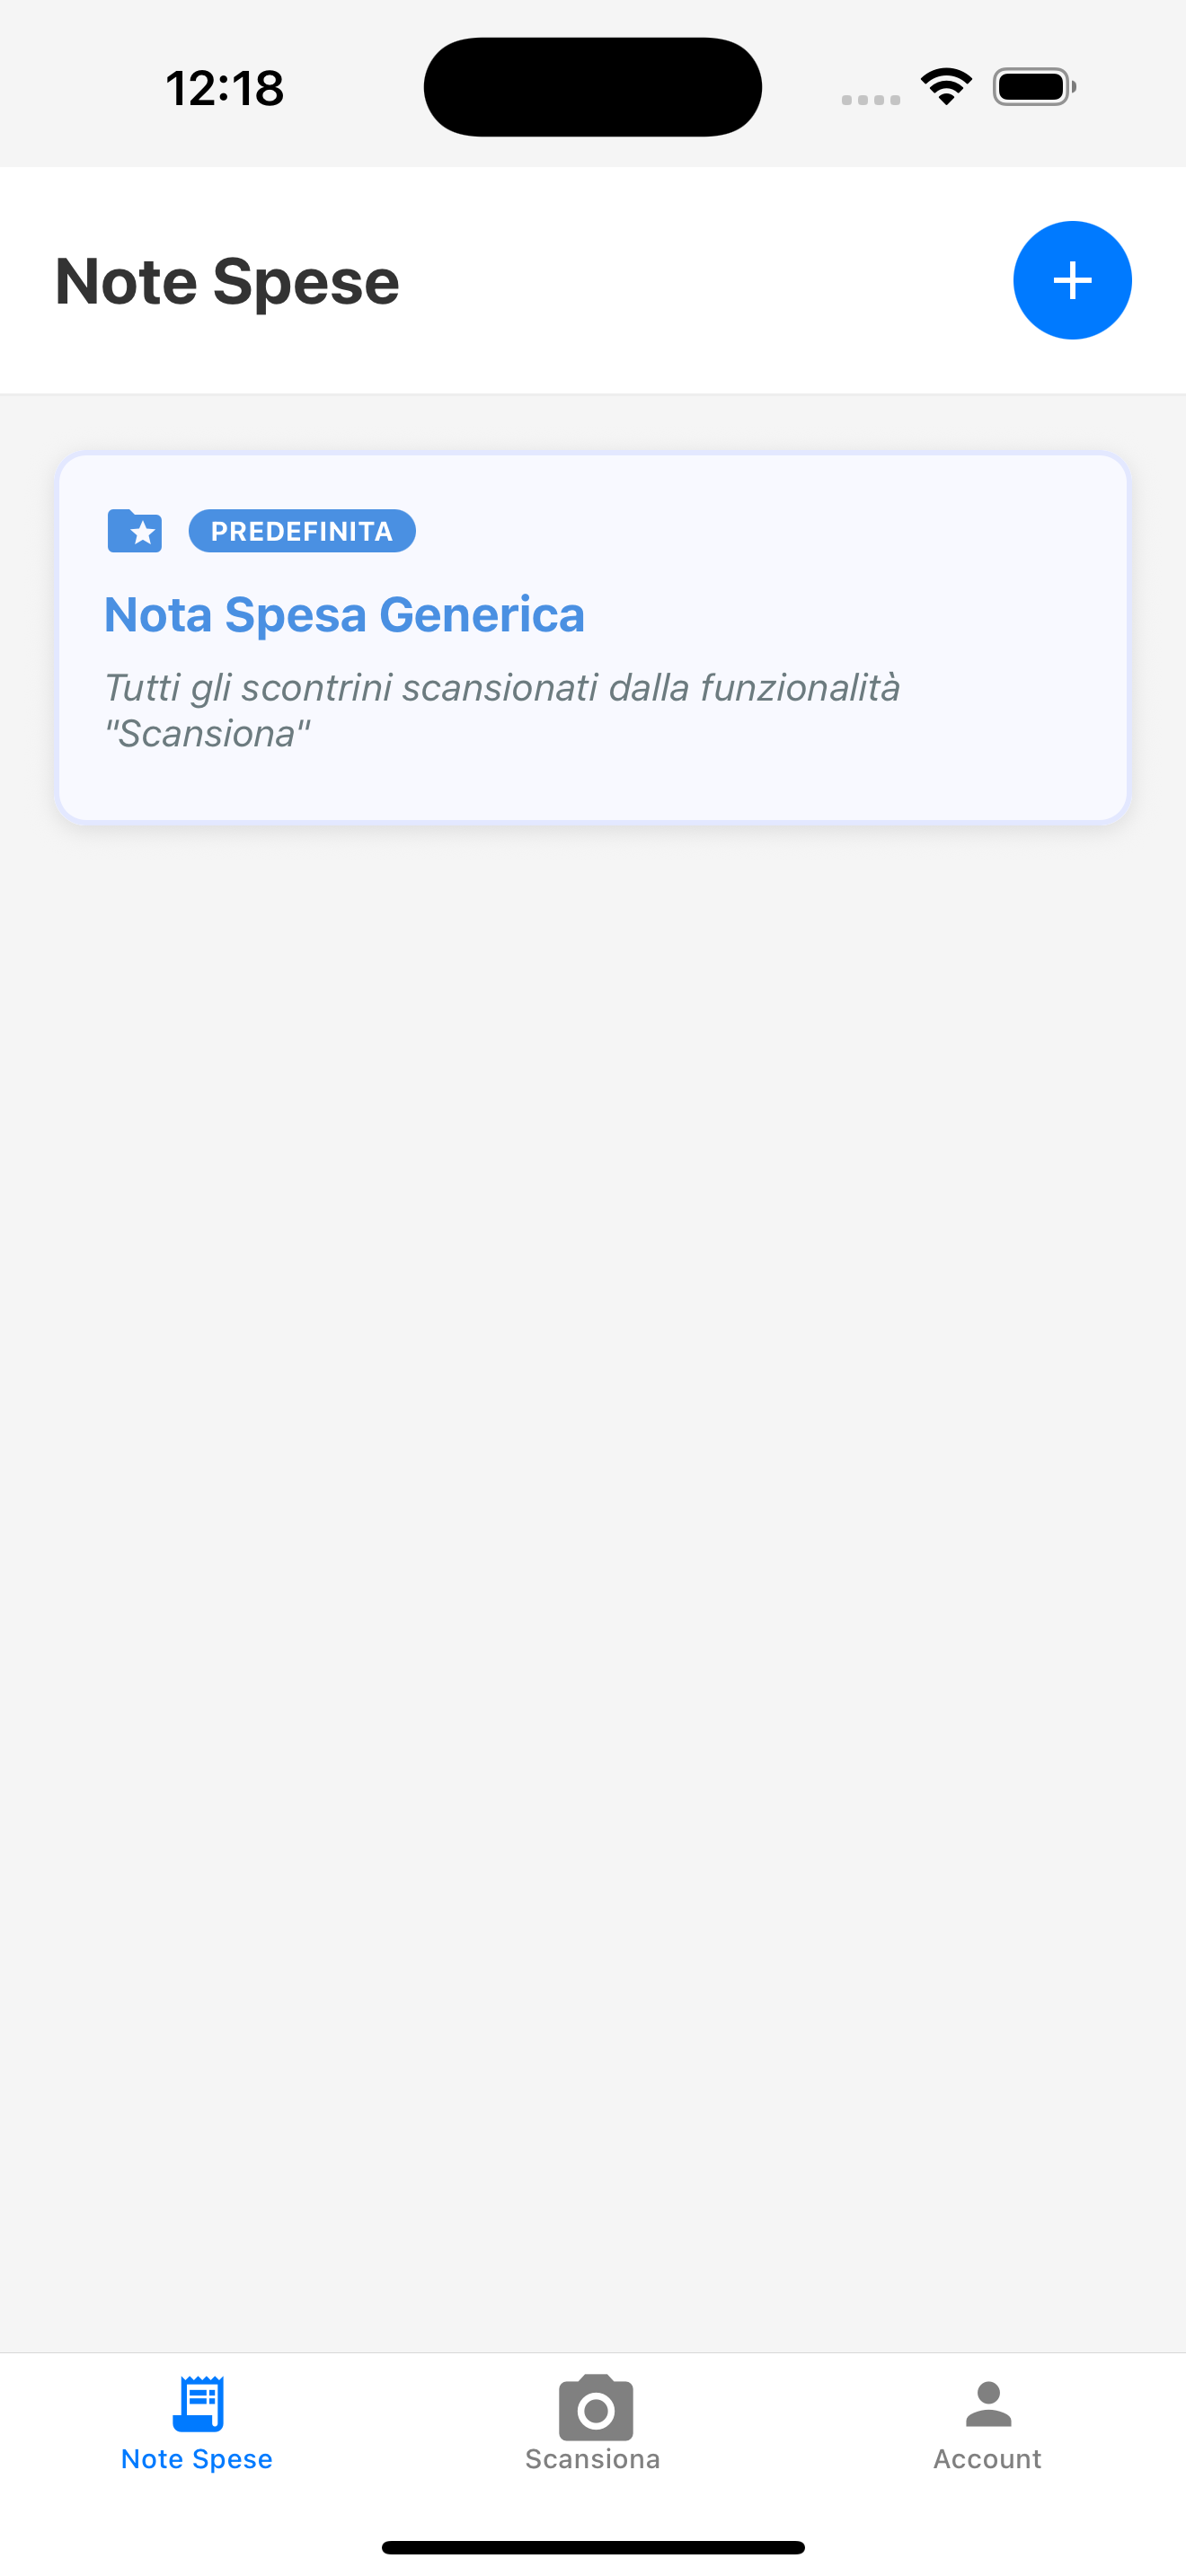 12:18
Note Spese
PREDEFINITA
Nota Spesa Generica
Tutti gli scontrini scansionati dalla funzionalità
"Scansiona"
Note Spese
Scansiona
Account